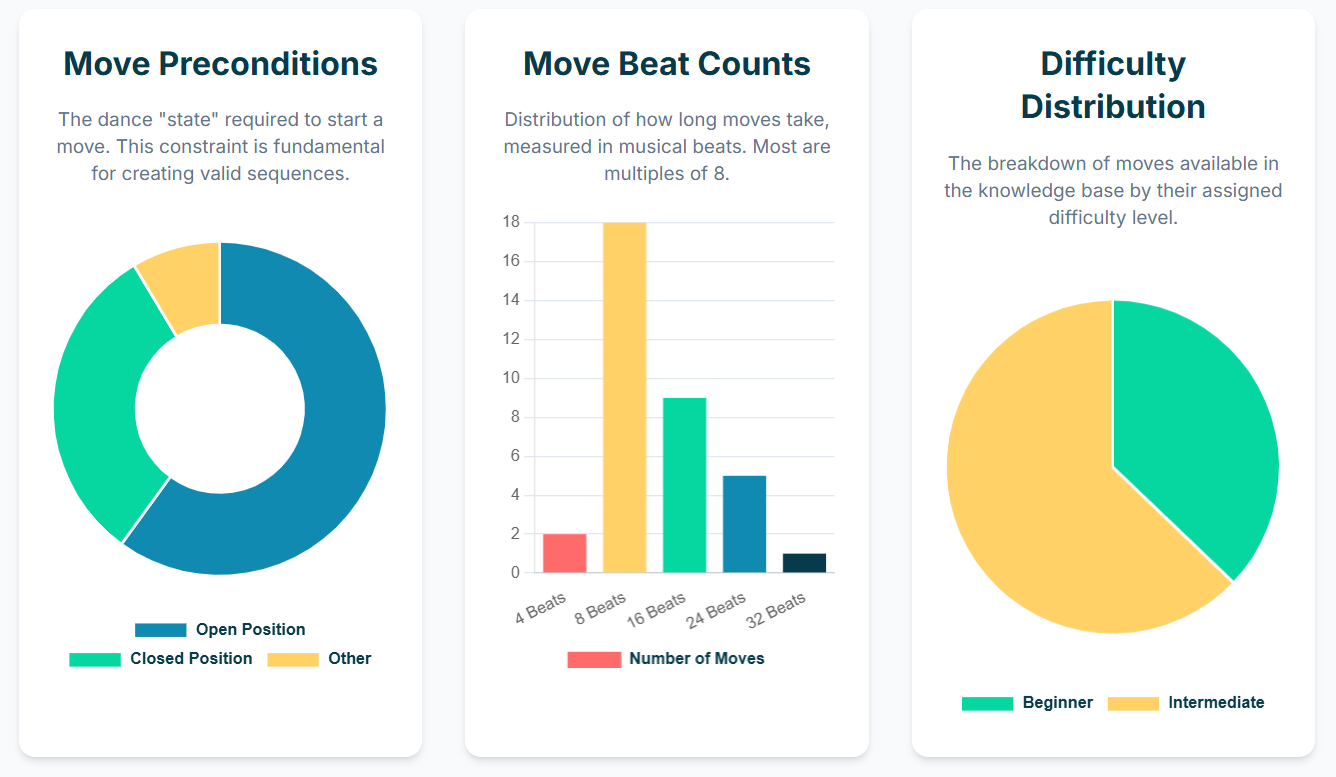 Move Preconditions
The dance "state" required to start a
move. This constraint is fundamental
for creating valid sequences.
Open Position
Closed Position
Other
Move Beat Counts
Distribution of how long moves take,
measured in musical beats. Most are
multiples of 8.
18
16
14
12
10
8
6
4
2
0
4 Beats
8 Beats
16 Beats
24 Beats
32 Beats
Number of Moves
Difficulty
Distribution
The breakdown of moves available in
the knowledge base by their assigned
difficulty level.
Beginner
Intermediate